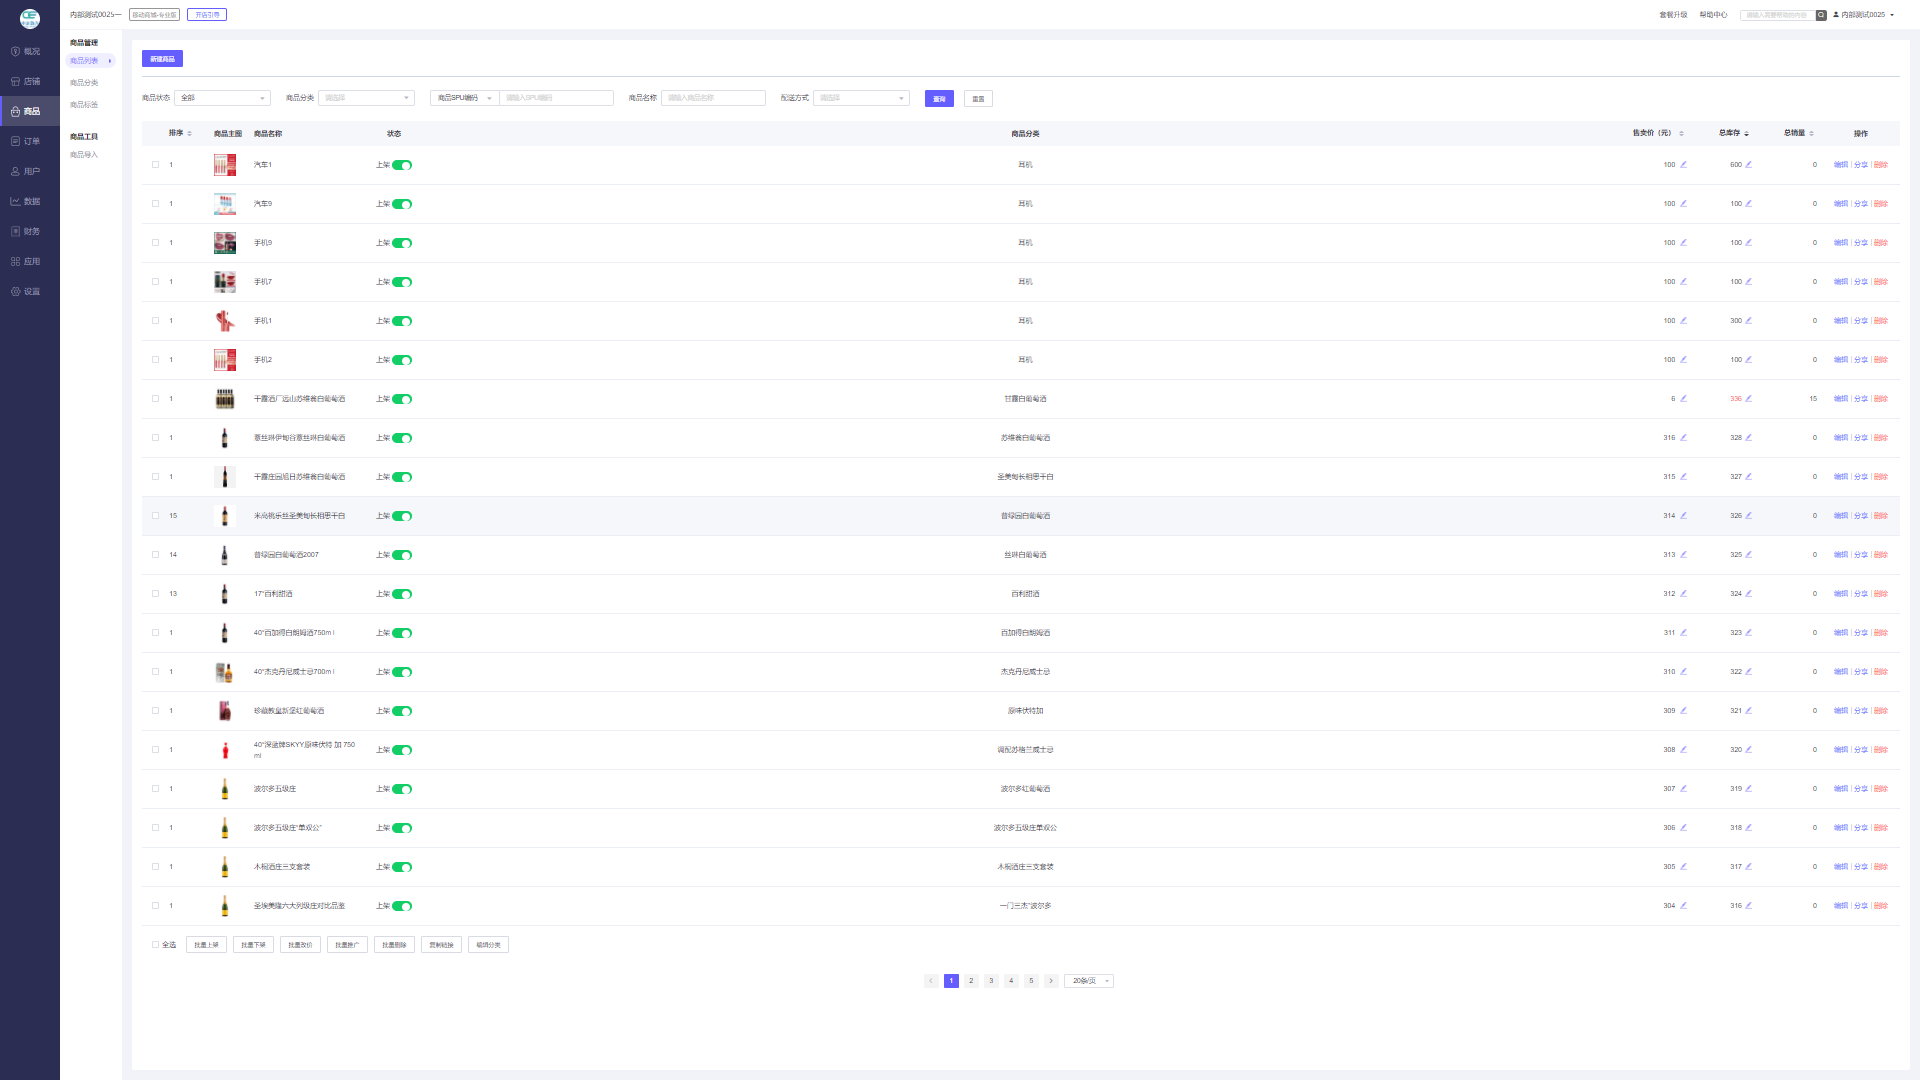 内部测试0025一 移动商城-专业版 开店引导 套餐升级 帮助中心 请输入需要帮助的内容 内部测试0025
概况
店铺
商品
订单
用户
数据
财务
应用
设置
商品管理
商品列表
商品分类
商品标签
商品工具
商品导入
新建商品
商品状态 全部 商品分类 请选择 商品SPU编码 请输入SPU编码 商品名称 请输入商品名称 配送方式 请选择 查询 重置
排序 商品主图 商品名称 状态 商品分类 售卖价（元） 总库存 总销量 操作
1 汽车1 上架 耳机 100 600 0 编辑 分享 删除
1 汽车9 上架 耳机 100 100 0 编辑 分享 删除
1 手机9 上架 耳机 100 100 0 编辑 分享 删除
1 手机7 上架 耳机 100 100 0 编辑 分享 删除
1 手机1 上架 耳机 100 300 0 编辑 分享 删除
1 手机2 上架 耳机 100 100 0 编辑 分享 删除
1 干露酒厂远山苏维翁白葡萄酒 上架 甘露白葡萄酒 6 336 15 编辑 分享 删除
1 意丝琳伊甸谷意丝琳白葡萄酒 上架 苏维翁白葡萄酒 316 328 0 编辑 分享 删除
1 干露庄园旭日苏维翁白葡萄酒 上架 圣美甸长相思干白 315 327 0 编辑 分享 删除
15 米高桃乐丝圣美甸长相思干白 上架 普绿园白葡萄酒 314 326 0 编辑 分享 删除
14 普绿园白葡萄酒2007 上架 丝琳白葡萄酒 313 325 0 编辑 分享 删除
13 17°百利甜酒 上架 百利甜酒 312 324 0 编辑 分享 删除
1 40°百加得白朗姆酒750ml 上架 百加得白朗姆酒 311 323 0 编辑 分享 删除
1 40°杰克丹尼威士忌700ml 上架 杰克丹尼威士忌 310 322 0 编辑 分享 删除
1 珍藏教皇新堡红葡萄酒 上架 原味伏特加 309 321 0 编辑 分享 删除
1 40°深蓝牌SKYY原味伏特 加 750
ml 上架 调配苏格兰威士忌 308 320 0 编辑 分享 删除
1 波尔多五级庄 上架 波尔多红葡萄酒 307 319 0 编辑 分享 删除
1 波尔多五级庄“单双公” 上架 波尔多五级庄单双公 306 318 0 编辑 分享 删除
1 木桐酒庄三支套装 上架 木桐酒庄三支套装 305 317 0 编辑 分享 删除
1 圣埃美隆六大列级庄对比品鉴 上架 一门三杰“波尔多 304 316 0 编辑 分享 删除
全选 批量上架 批量下架 批量改价 批量推广 批量删除 复制链接 编辑分类
1 2 3 4 5 20条/页